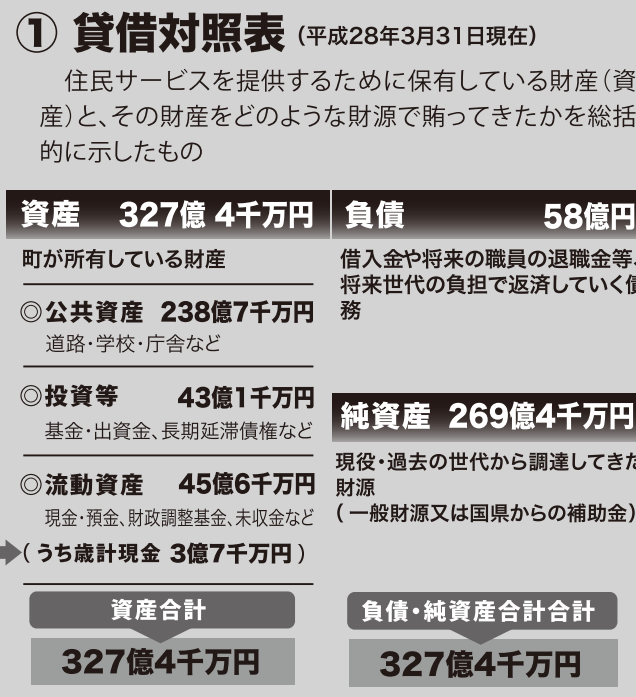 ① 貸借対照表（平成28年3月31日現在）
住民サービスを提供するために保有している財産（資
産）と、その財産をどのような財源で賄ってきたかを総括
的に示したもの
資産 327億 4千万円
町が所有している財産
◎公共資産 238億7千万円
道路・学校・庁舎など
◎投資等 43億1千万円
基金・出資金、長期延滞債権など
◎流動資産 45億6千万円
現金・預金、財政調整基金、未収金など
（うち歳計現金 3億7千万円）
資産合計
327億4千万円
負債 58億円
借入金や将来の職員の退職金等、
将来世代の負担で返済していく債
務
純資産 269億4千万円
現役・過去の世代から調達してきた
財源
（一般財源又は国県からの補助金）
負債・純資産合計合計
327億4千万円